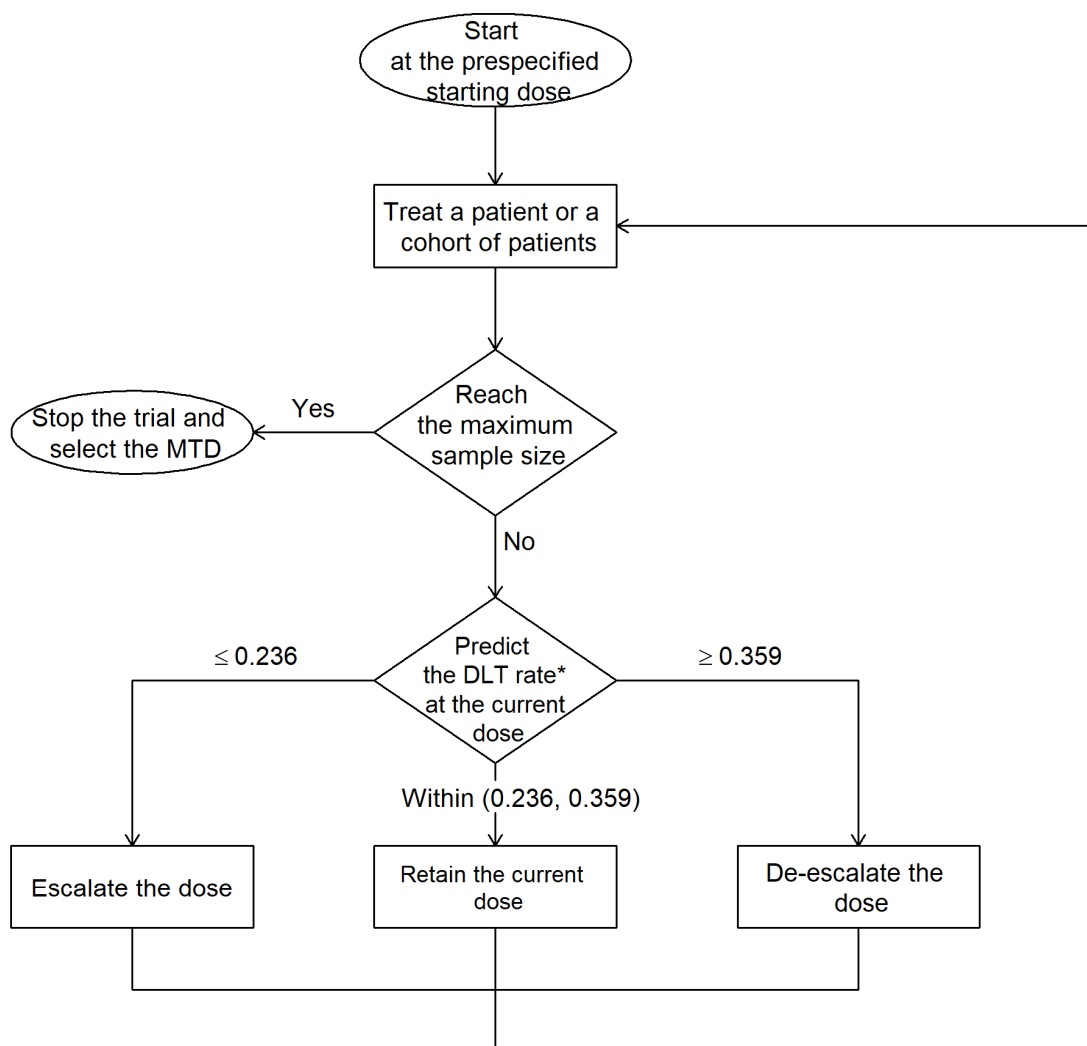 Start
at the prespecified
starting dose
Treat a patient or a
cohort of patients
Reach
the maximum
sample size
Yes
Stop the trial and
select the MTD
No
Predict
the DLT rate*
at the current
dose
≤ 0.236
≥ 0.359
Within (0.236, 0.359)
Escalate the dose
Retain the current
dose
De-escalate the
dose